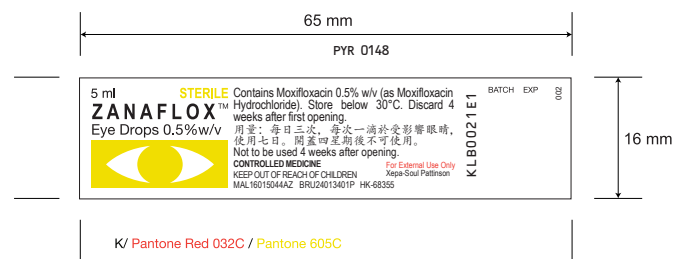 65 mm
PYR 0148
5 ml STERILE
ZANAFLOX™
Eye Drops 0.5%w/v
Contains Moxifloxacin 0.5% w/v (as Moxifloxacin
Hydrochloride). Store below 30°C. Discard 4
weeks after first opening.
用量：每日三次，每次一滴於受影響眼睛，
使用七日。開蓋四星期後不可使用。
Not to be used 4 weeks after opening.
CONTROLLED MEDICINE
KEEP OUT OF REACH OF CHILDREN
MAL16015044AZ BRU24013401P HK-68355
For External Use Only
Xepa-Soul Pattinson
KLB0021E1
BATCH EXP
002
16 mm
K/ Pantone Red 032C / Pantone 605C